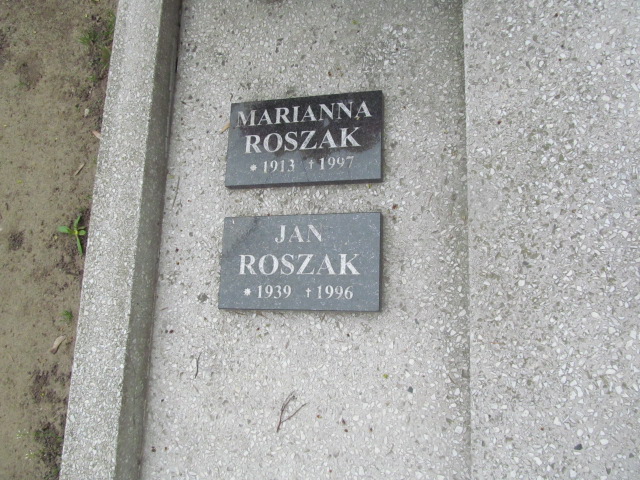 MARIANNA
ROSZAK
* 1913 † 1997
JAN
ROSZAK
* 1939 † 1996